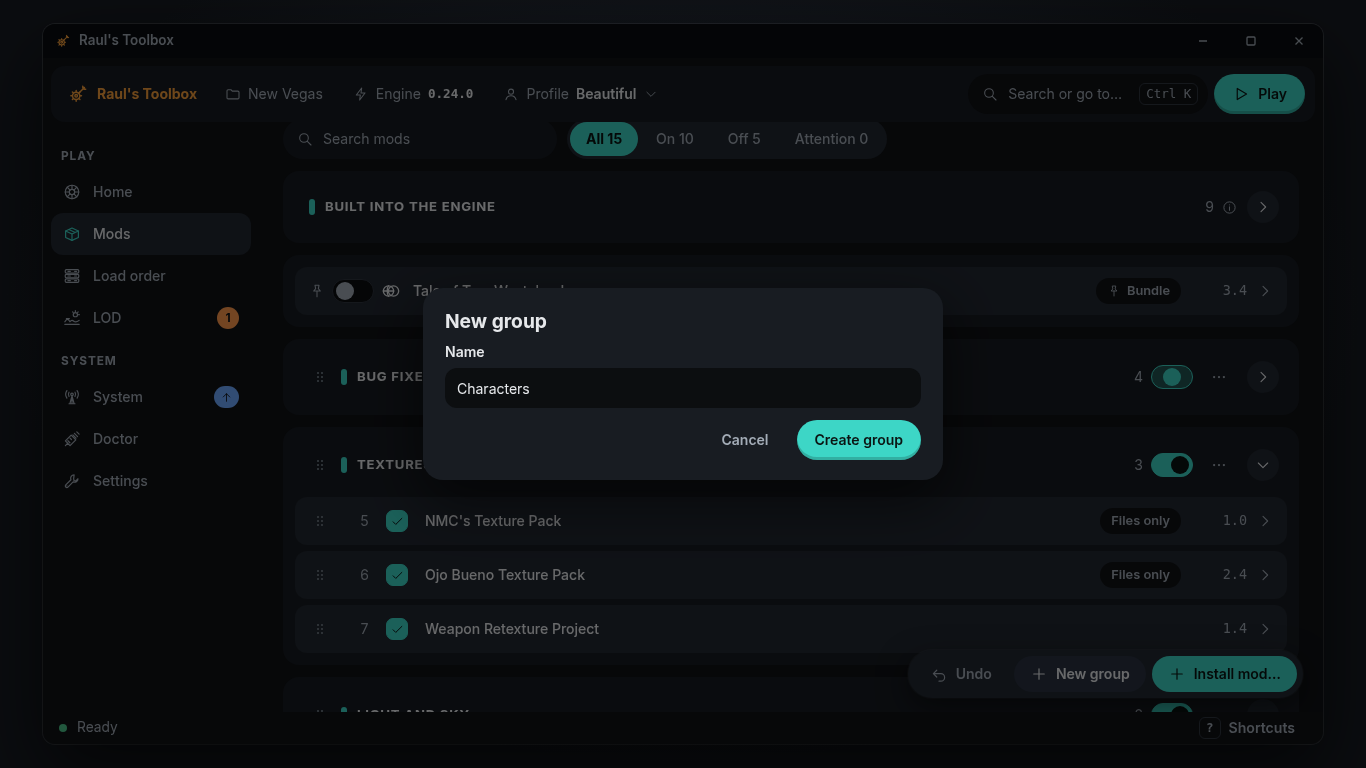 Raul's Toolbox
Raul's Toolbox
New Vegas
Engine 0.24.0
Profile Beautiful
Search or go to...
Ctrl K
Play
PLAY
Home
Mods
Load order
LOD
1
SYSTEM
System
Doctor
Settings
Search mods
All 15
On 10
Off 5
Attention 0
BUILT INTO THE ENGINE
9
Bundle
3.4
New group
Name
Characters
Cancel
Create group
BUG FIXE
4
TEXTURE
3
5
NMC's Texture Pack
Files only
1.0
6
Ojo Bueno Texture Pack
Files only
2.4
7
Weapon Retexture Project
1.4
Undo
New group
Install mod...
LIGHT AND SKY
Ready
?
Shortcuts